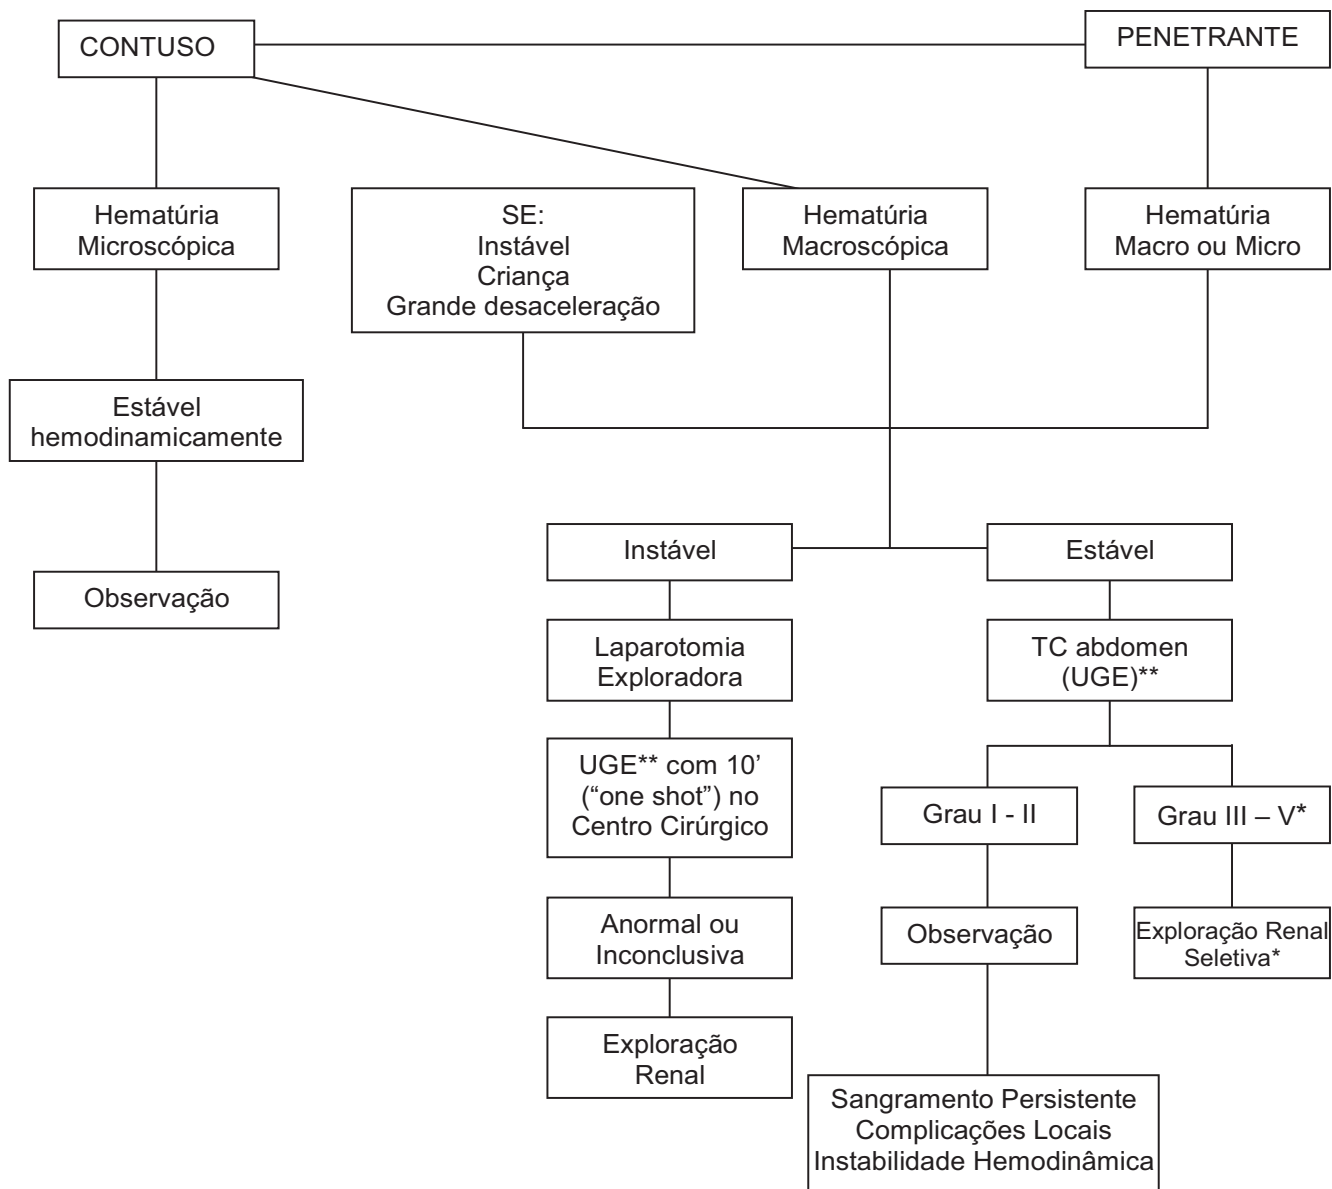 CONTUSO
PENETRANTE
Hematúria
Microscópica
SE:
Instável
Criança
Grande desaceleração
Hematúria
Macroscópica
Hematúria
Macro ou Micro
Estável
hemodinamicamente
Observação
Instável
Estável
Laparotomia
Exploradora
TC abdomen
(UGE)**
UGE** com 10’
(“one shot”) no
Centro Cirúrgico
Grau I - II
Grau III – V*
Anormal ou
Inconclusiva
Observação
Exploração Renal
Seletiva*
Exploração
Renal
Sangramento Persistente
Complicações Locais
Instabilidade Hemodinâmica